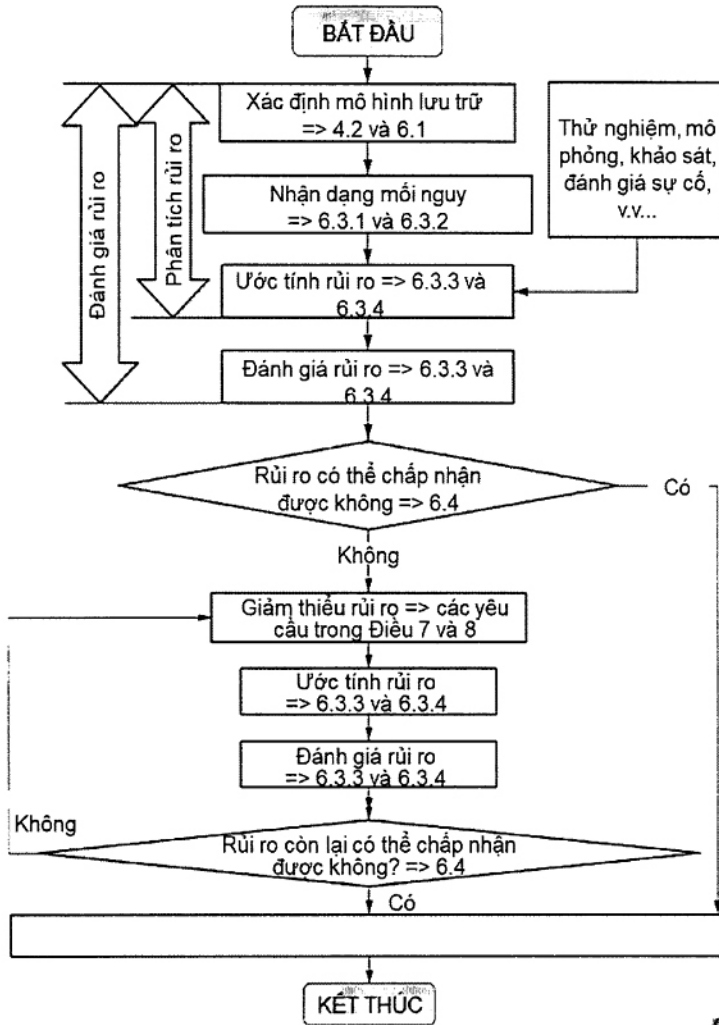 BẮT ĐẦU
Xác định mô hình lưu trữ
=> 4.2 và 6.1
Thử nghiệm, mô
phỏng, khảo sát,
đánh giá sự cố,
v.v...
Đánh giá rủi ro
Phân tích rủi ro
Nhận dạng mối nguy
=> 6.3.1 và 6.3.2
Ước tính rủi ro => 6.3.3 và
6.3.4
Đánh giá rủi ro => 6.3.3 và
6.3.4
Rủi ro có thể chấp nhận
được không => 6.4
Có
Không
Giảm thiểu rủi ro => các yêu
cầu trong Điều 7 và 8
Ước tính rủi ro
=> 6.3.3 và 6.3.4
Đánh giá rủi ro
=> 6.3.3 và 6.3.4
Không
Rủi ro còn lại có thể chấp nhận
được không? => 6.4
Có
KẾT THÚC